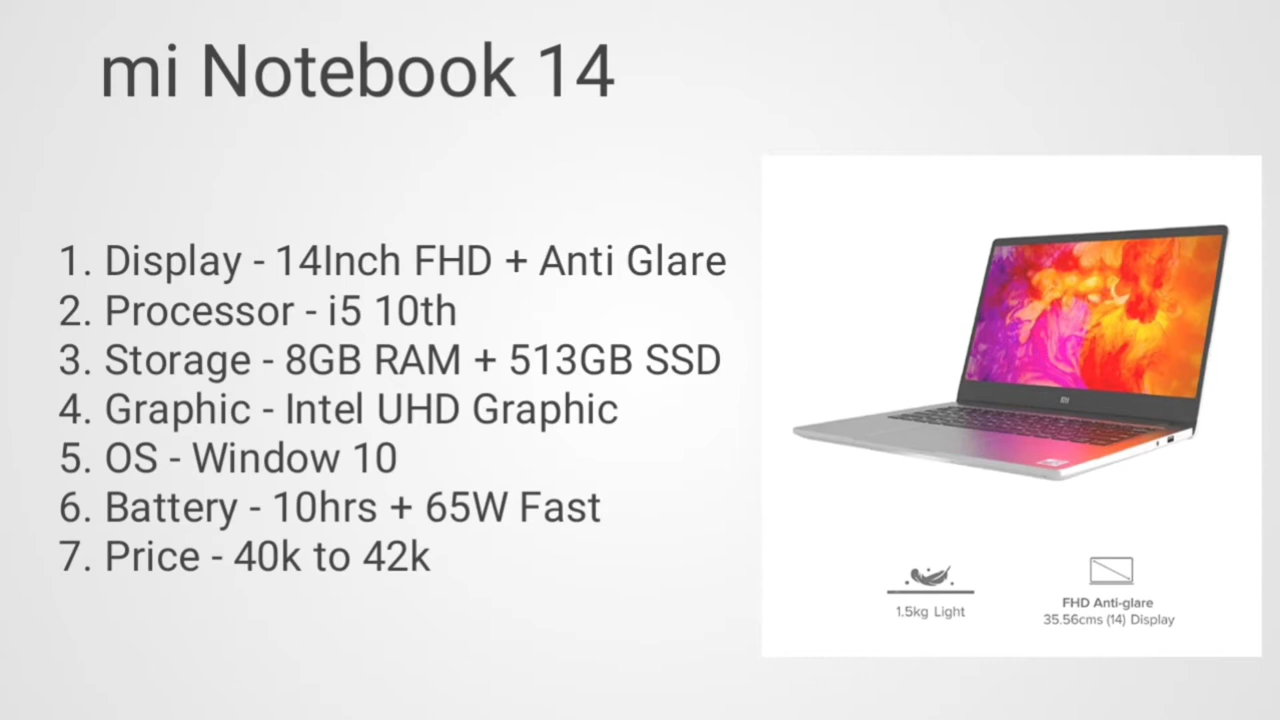 mi Notebook 14
1. Display - 14Inch FHD + Anti Glare
2. Processor - i5 10th
3. Storage - 8GB RAM + 513GB SSD
4. Graphic - Intel UHD Graphic
5. OS - Window 10
6. Battery - 10hrs + 65W Fast
7. Price - 40k to 42k
mi
1.5kg Light
FHD Anti-glare
35.56cms (14) Display